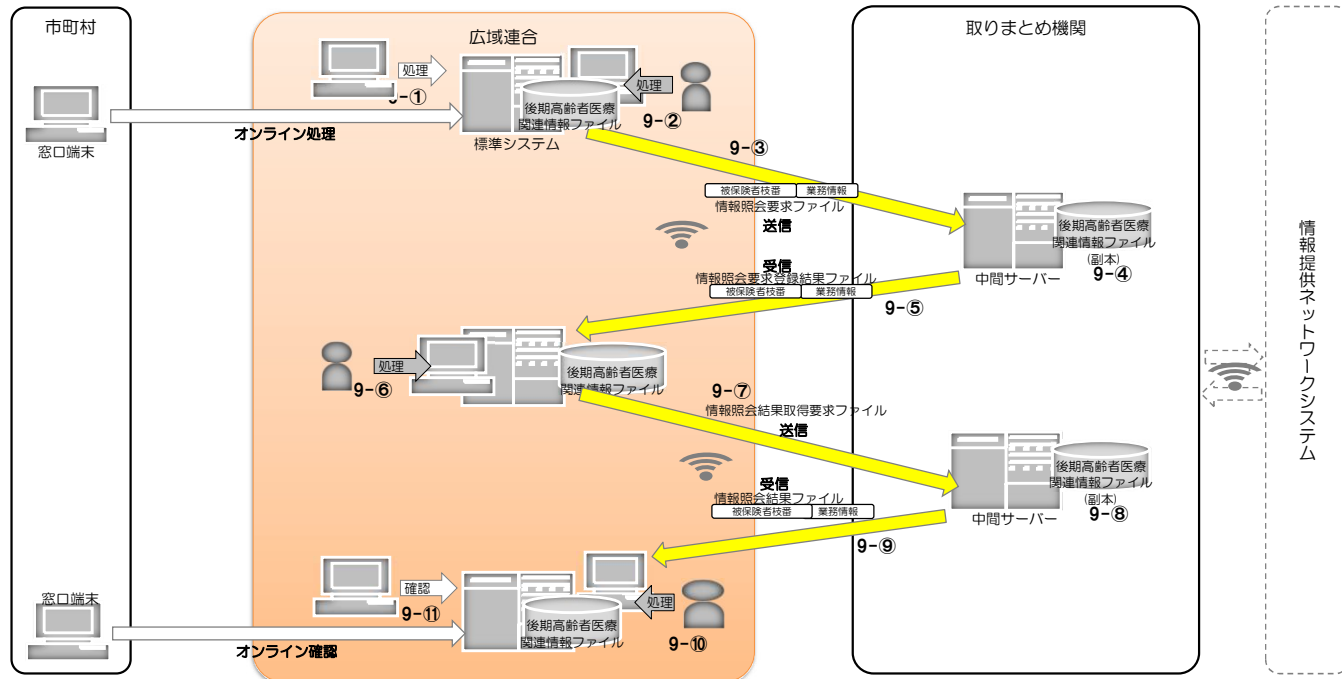 市町村
広域連合
取りまとめ機関
処理
9-①
処理
9-②
後期高齢者医療
関連情報ファイル
標準システム
窓口端末
オンライン処理
9-③
被保険者枝番
業務情報
情報照会要求ファイル
送信
後期高齢者医療
関連情報ファイル
(副本)
9-④
中間サーバー
受信
情報照会要求登録結果ファイル
被保険者枝番
業務情報
9-⑤
処理
9-⑥
後期高齢者医療
関連情報ファイル
9-⑦
情報照会結果取得要求ファイル
送信
後期高齢者医療
関連情報ファイル
(副本)
9-⑧
中間サーバー
受信
情報照会結果ファイル
被保険者枝番
業務情報
9-⑨
確認
9-⑪
処理
9-⑩
後期高齢者医療
関連情報ファイル
窓口端末
オンライン確認
情報提供ネットワークシステム